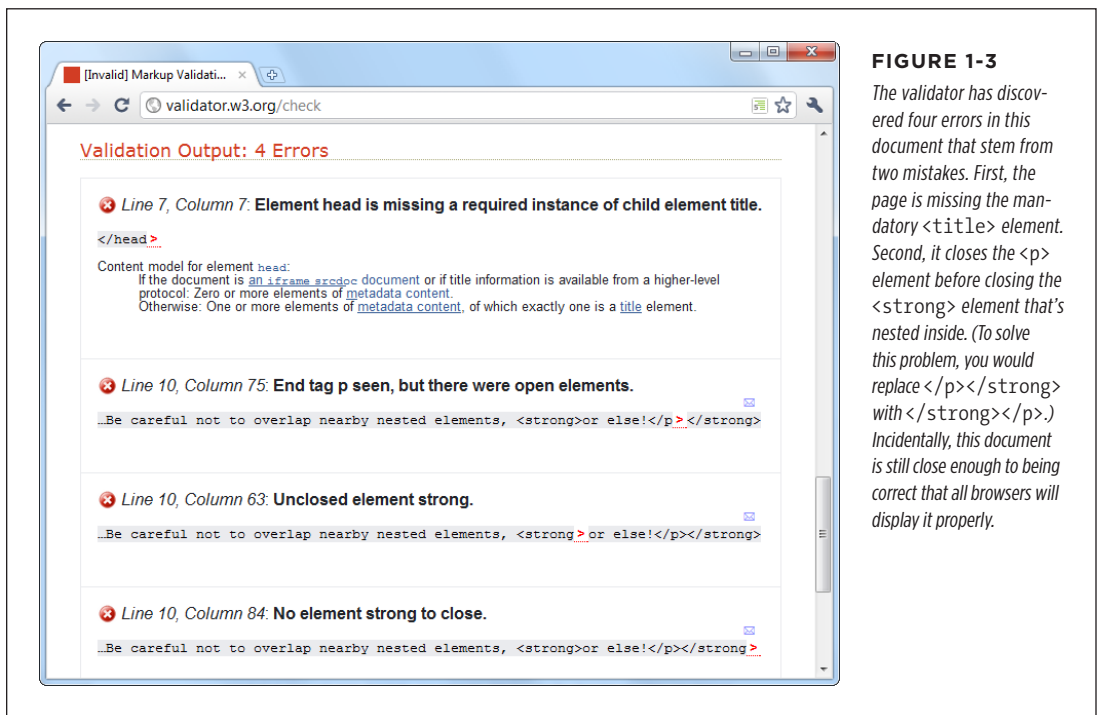 [Invalid] Markup Validati...
validator.w3.org/check
Validation Output: 4 Errors
Line 7, Column 7: Element head is missing a required instance of child element title.
</head>
Content model for element head:
If the document is an iframe srcdoc document or if title information is available from a higher-level
protocol: Zero or more elements of metadata content.
Otherwise: One or more elements of metadata content, of which exactly one is a title element.
Line 10, Column 75: End tag p seen, but there were open elements.
…Be careful not to overlap nearby nested elements, <strong>or else!</p></strong>
Line 10, Column 63: Unclosed element strong.
…Be careful not to overlap nearby nested elements, <strong>or else!</p></strong>
Line 10, Column 84: No element strong to close.
…Be careful not to overlap nearby nested elements, <strong>or else!</p></strong>
FIGURE 1-3
The validator has discov-
ered four errors in this
document that stem from
two mistakes. First, the
page is missing the man-
datory <title> element.
Second, it closes the <p>
element before closing the
<strong> element that's
nested inside. (To solve
this problem, you would
replace </p></strong>
with </strong></p>.)
Incidentally, this document
is still close enough to being
correct that all browsers will
display it properly.